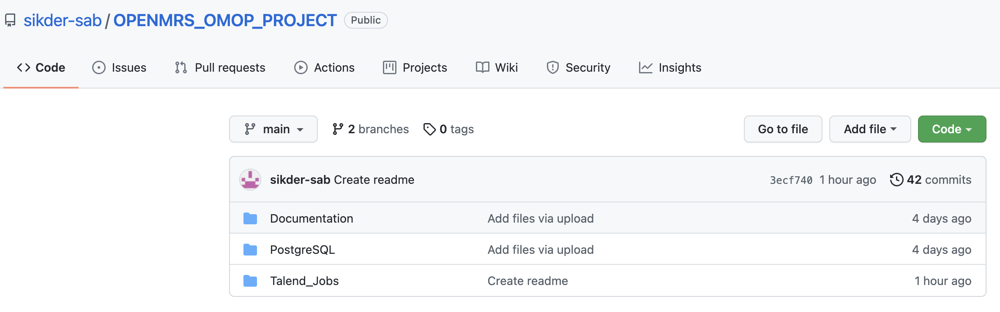 sikder-sab / OPENMRS_OMOP_PROJECT Public
Code Issues Pull requests Actions Projects Wiki Security Insights
main 2 branches 0 tags Go to file Add file Code
sikder-sab Create readme 3ecf740 1 hour ago 42 commits
Documentation Add files via upload 4 days ago
PostgreSQL Add files via upload 4 days ago
Talend_Jobs Create readme 1 hour ago